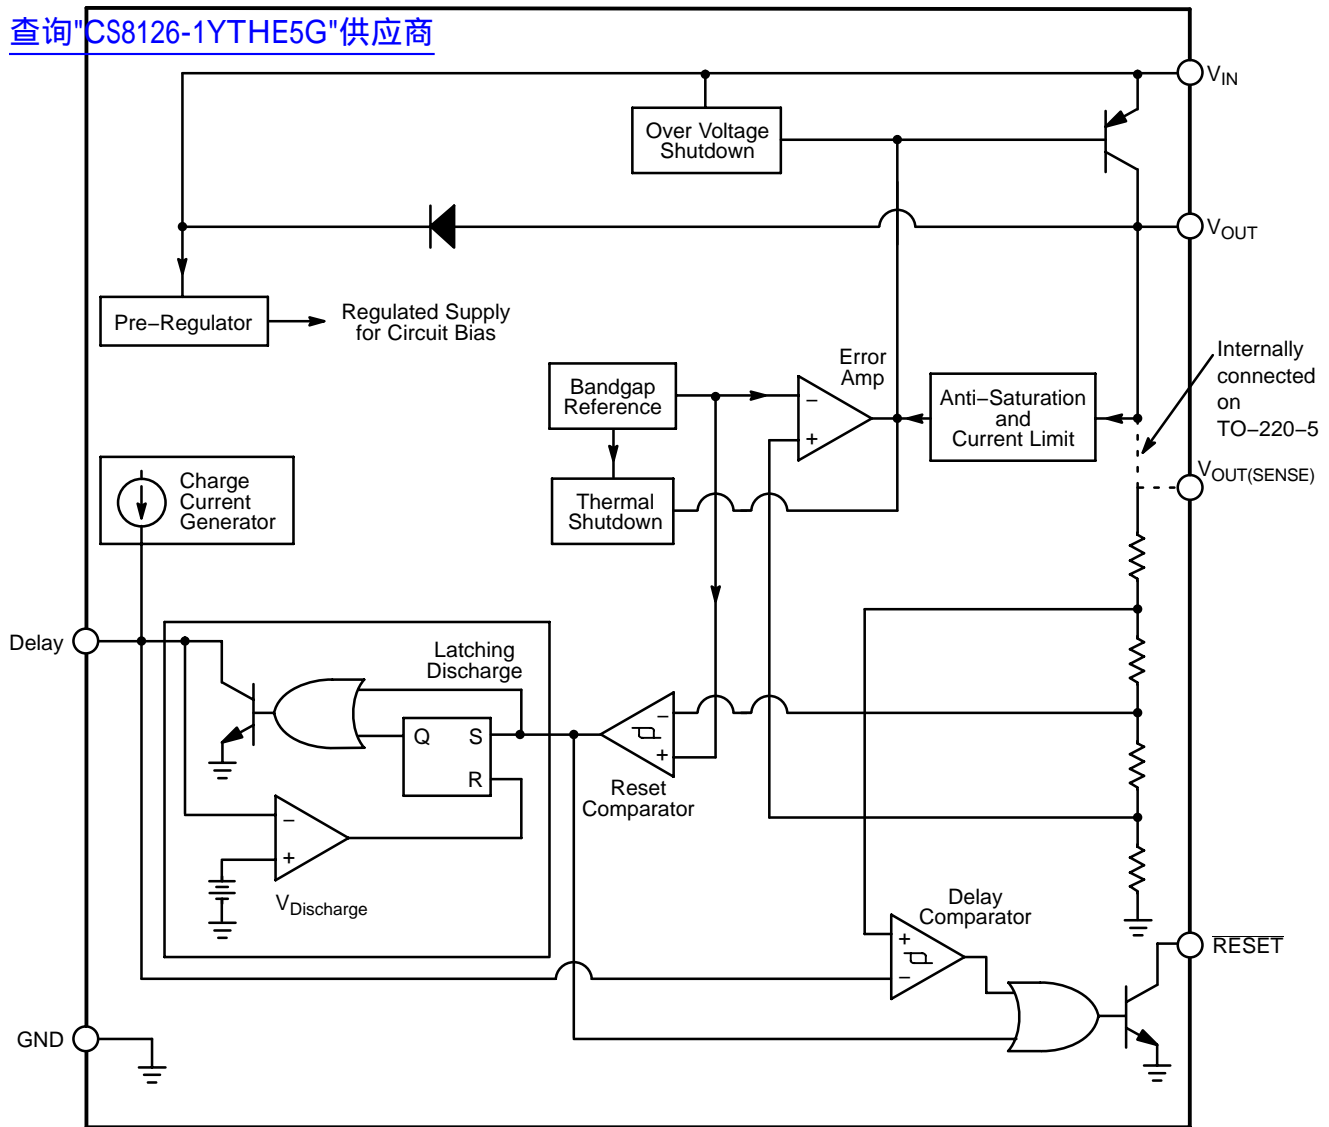 查询"CS8126-1YTHE5G"供应商
VIN
Over Voltage
Shutdown
VOUT
Pre−Regulator
Regulated Supply
for Circuit Bias
Internally
connected
on
TO−220−5
Error
Amp
Bandgap
Reference
−
+
Anti−Saturation
and
Current Limit
VOUT(SENSE)
Charge
Current
Generator
Thermal
Shutdown
Delay
Latching
Discharge
Q
S
R
−
+
Reset
Comparator
−
+
VDischarge
Delay
Comparator
+
−
RESET
GND